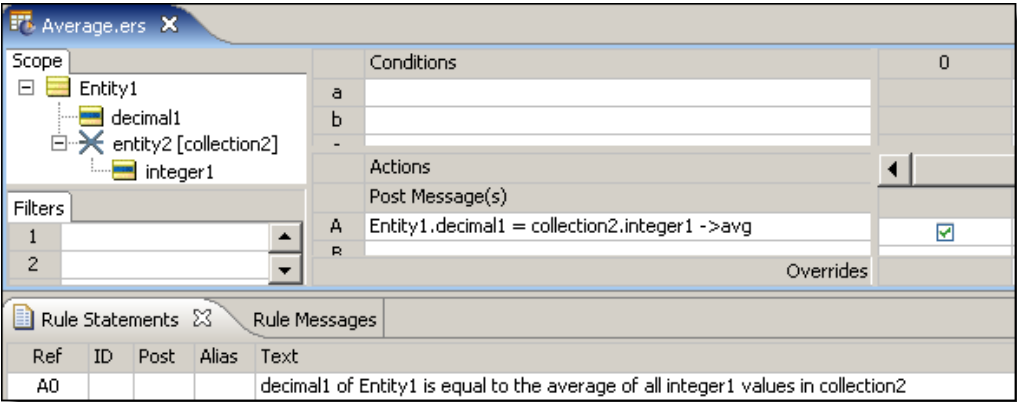 Average.ers
Scope
Entity1
decimal1
entity2 [collection2]
integer1
Filters
1
2
Conditions
0
a
b
Actions
Post Message(s)
A Entity1.decimal1 = collection2.integer1 ->avg
B
Overrides
Rule Statements Rule Messages
Ref ID Post Alias Text
A0 decimal1 of Entity1 is equal to the average of all integer1 values in collection2